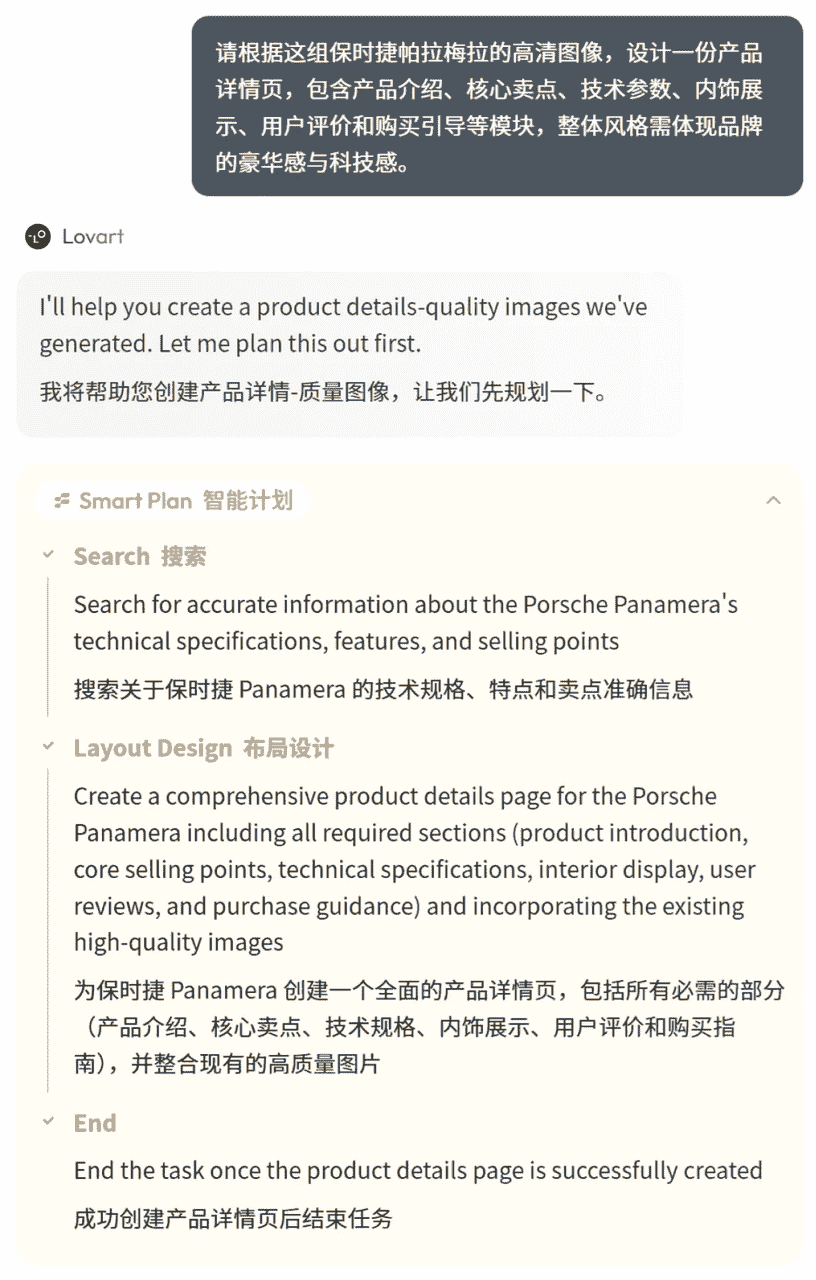 请根据这组保时捷帕拉梅拉的高清图像，设计一份产品
详情页，包含产品介绍、核心卖点、技术参数、内饰展
示、用户评价和购买引导等模块，整体风格需体现品牌
的豪华感与科技感。
Lovart
I'll help you create a product details-quality images we've
generated. Let me plan this out first.
我将帮助您创建产品详情-质量图像，让我们先规划一下。
Smart Plan 智能计划
Search 搜索
Search for accurate information about the Porsche Panamera's
technical specifications, features, and selling points
搜索关于保时捷 Panamera 的技术规格、特点和卖点准确信息
Layout Design 布局设计
Create a comprehensive product details page for the Porsche
Panamera including all required sections (product introduction,
core selling points, technical specifications, interior display, user
reviews, and purchase guidance) and incorporating the existing
high-quality images
为保时捷 Panamera 创建一个全面的产品详情页，包括所有必需的部分
（产品介绍、核心卖点、技术规格、内饰展示、用户评价和购买指
南），并整合现有的高质量图片
End
End the task once the product details page is successfully created
成功创建产品详情页后结束任务